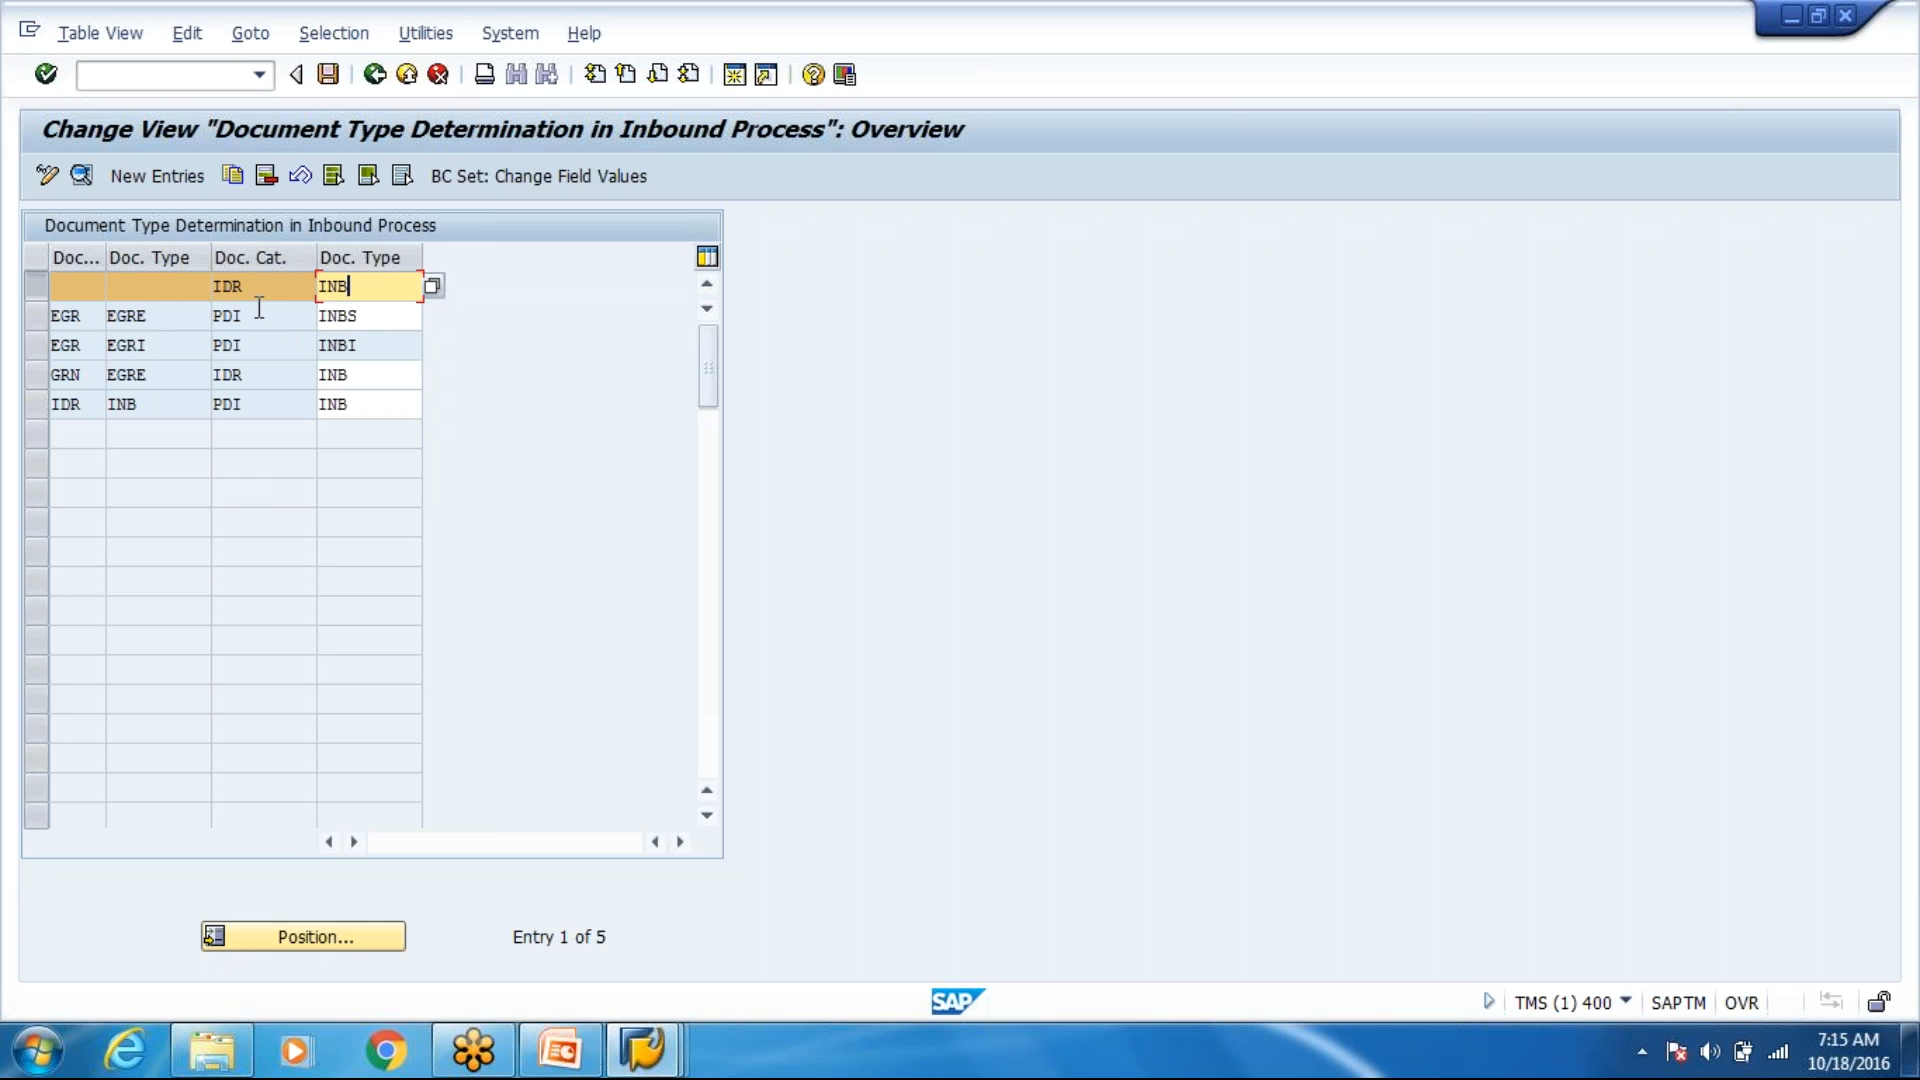 Table View Edit Goto Selection Utilities System Help
Change View "Document Type Determination in Inbound Process": Overview
New Entries BC Set: Change Field Values
Document Type Determination in Inbound Process
Doc... Doc. Type Doc. Cat. Doc. Type
IDR INB
EGR EGRE PDI INBS
EGR EGRI PDI INBI
GRN EGRE IDR INB
IDR INB PDI INB
Position... Entry 1 of 5
SAP TMS (1) 400 SAPTM OVR
7:15 AM
10/18/2016